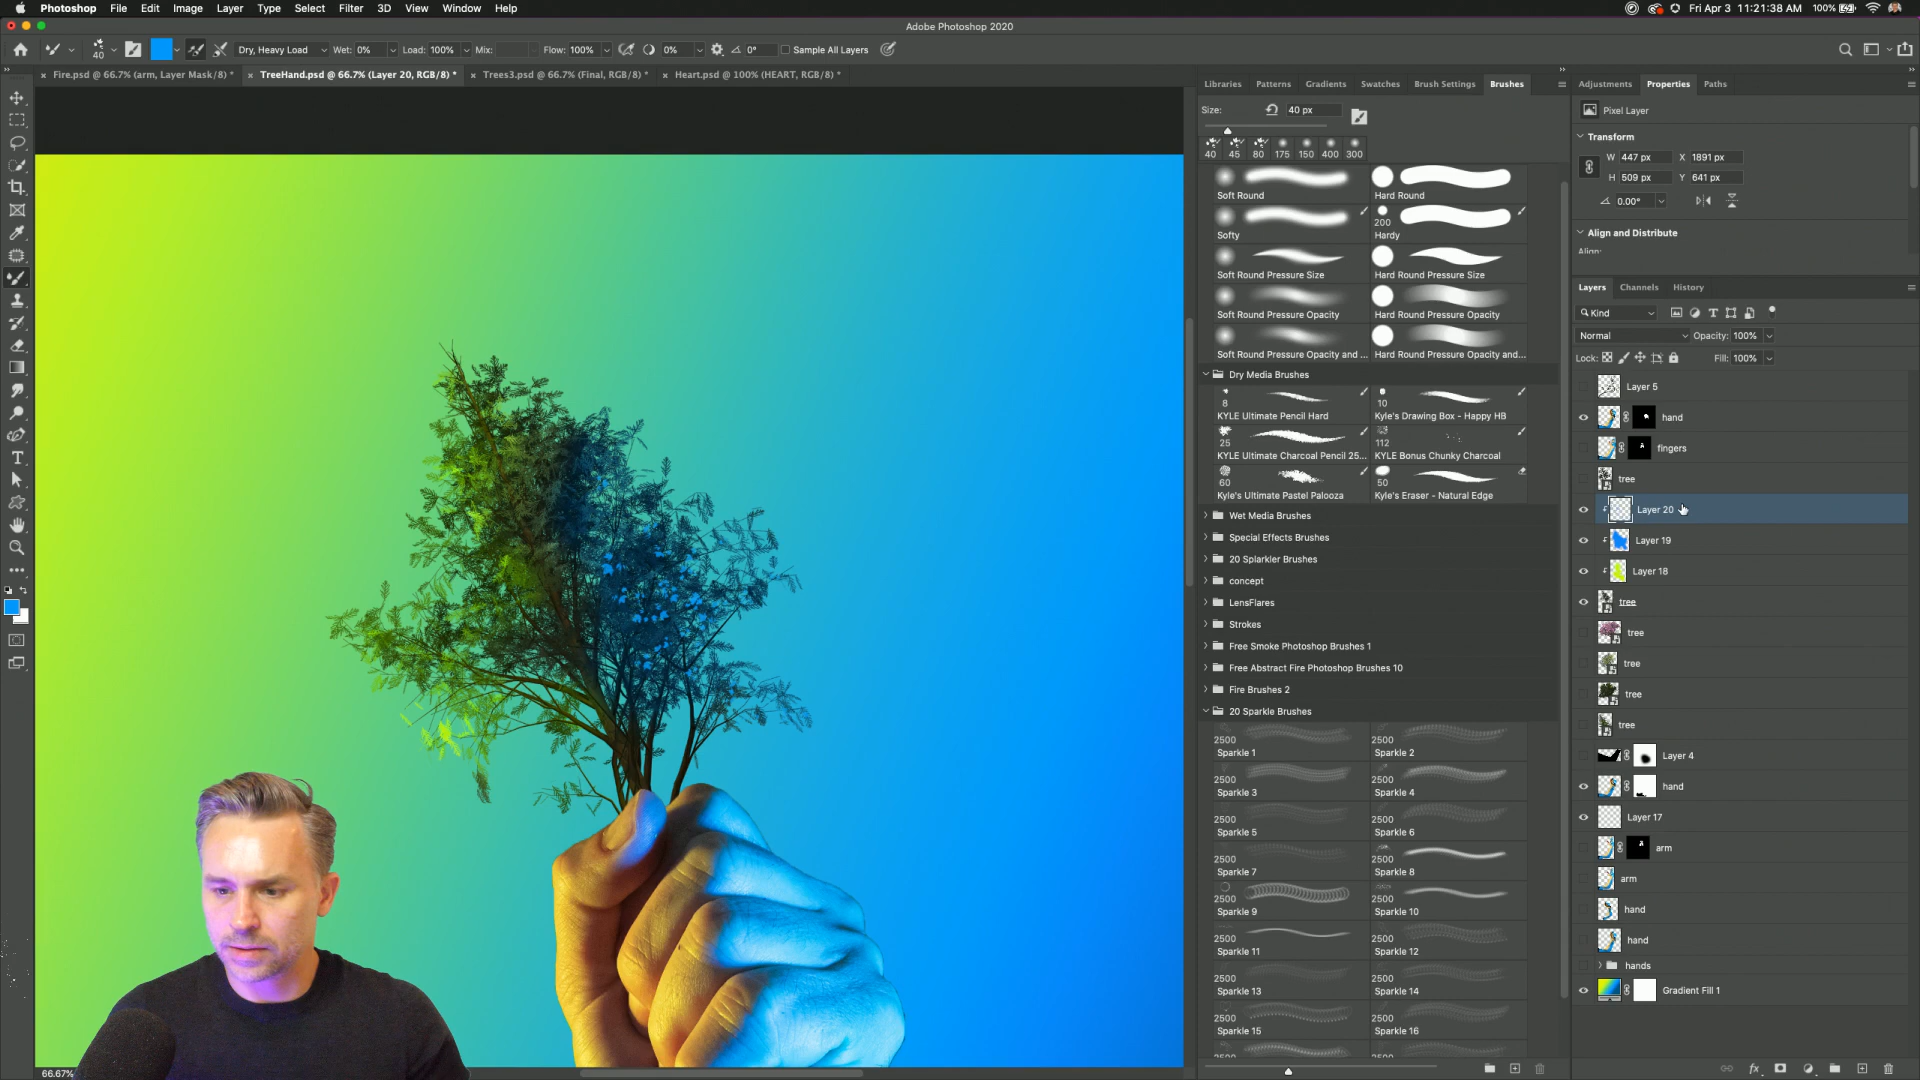 Photoshop File Edit Image Layer Type Select Filter 3D View Window Help
Fri Apr 3 11:21:38 AM 100%
Adobe Photoshop 2020
40 Dry, Heavy Load Wet: 0% Load: 100% Mix: Flow: 100% 0% 0° Sample All Layers
× Fire.psd @ 66.7% (arm, Layer Mask/8) *
× TreeHand.psd @ 66.7% (Layer 20, RGB/8) *
× Trees3.psd @ 66.7% (Final, RGB/8) *
× Heart.psd @ 100% (HEART, RGB/8) *
Libraries Patterns Gradients Swatches Brush Settings Brushes
Size: 40 px
40 45 80 175 150 400 300
Soft Round Hard Round
200
Softy Hardy
Soft Round Pressure Size Hard Round Pressure Size
Soft Round Pressure Opacity Hard Round Pressure Opacity
Soft Round Pressure Opacity and ... Hard Round Pressure Opacity and...
Dry Media Brushes
8 10
KYLE Ultimate Pencil Hard Kyle's Drawing Box - Happy HB
25 112
KYLE Ultimate Charcoal Pencil 25... KYLE Bonus Chunky Charcoal
60 50
Kyle's Ultimate Pastel Palooza Kyle's Eraser - Natural Edge
Wet Media Brushes
Special Effects Brushes
20 Splarkler Brushes
concept
LensFlares
Strokes
Free Smoke Photoshop Brushes 1
Free Abstract Fire Photoshop Brushes 10
Fire Brushes 2
20 Sparkle Brushes
2500 2500
Sparkle 1 Sparkle 2
2500 2500
Sparkle 3 Sparkle 4
2500 2500
Sparkle 5 Sparkle 6
2500 2500
Sparkle 7 Sparkle 8
2500 2500
Sparkle 9 Sparkle 10
2500 2500
Sparkle 11 Sparkle 12
2500 2500
Sparkle 13 Sparkle 14
2500 2500
Sparkle 15 Sparkle 16
2500 2500
Adjustments Properties Paths
Pixel Layer
Transform
W 447 px X 1891 px
H 509 px Y 641 px
0.00°
Align and Distribute
Align:
Layers Channels History
Kind
Normal Opacity: 100%
Lock: Fill: 100%
Layer 5
hand
fingers
tree
Layer 20
Layer 19
Layer 18
tree
tree
tree
tree
tree
Layer 4
hand
Layer 17
arm
arm
hand
hand
hands
Gradient Fill 1
fx
66.67%